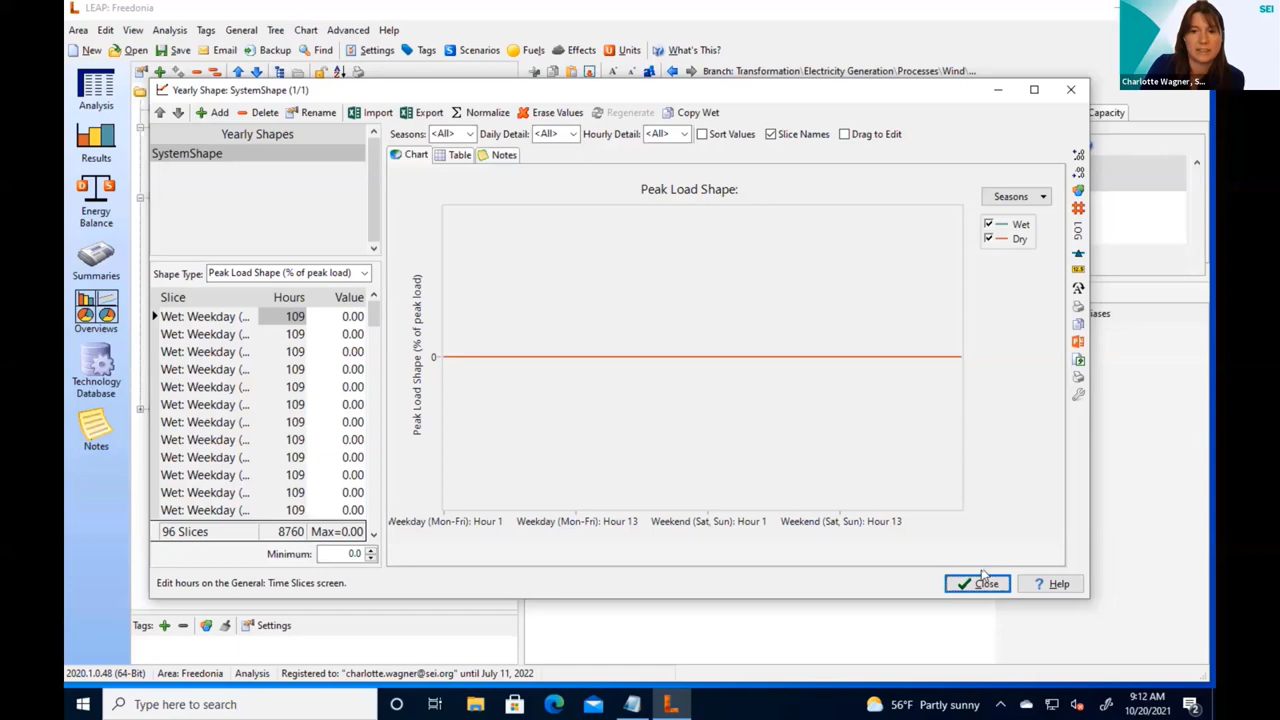 LEAP: Freedonia
SEI
Area Edit View Analysis Tags General Tree Chart Advanced Help
New Open Save Email Backup Find Settings Tags Scenarios Fuels Effects Units What's This?
Branch: Transformation\Electricity Generation\Processes\Wind\...
Charlotte Wagner, S...
Yearly Shape: SystemShape (1/1)
Add Delete Rename Import Export Normalize Erase Values Regenerate Copy Wet
Capacity
Yearly Shapes
SystemShape
Seasons: <All> Daily Detail: <All> Hourly Detail: <All> Sort Values Slice Names Drag to Edit
Chart Table Notes
Analysis
Results
Energy
Balance
Summaries
Overviews
Technology
Database
Notes
Shape Type: Peak Load Shape (% of peak load)
Slice Hours Value
Wet: Weekday (... 109 0.00
Wet: Weekday (... 109 0.00
Wet: Weekday (... 109 0.00
Wet: Weekday (... 109 0.00
Wet: Weekday (... 109 0.00
Wet: Weekday (... 109 0.00
Wet: Weekday (... 109 0.00
Wet: Weekday (... 109 0.00
Wet: Weekday (... 109 0.00
Wet: Weekday (... 109 0.00
Wet: Weekday (... 109 0.00
Wet: Weekday (... 109 0.00
96 Slices 8760 Max=0.00
Minimum: 0.0
Edit hours on the General: Time Slices screen.
Peak Load Shape:
Seasons
Wet
Dry
Peak Load Shape (% of peak load)
0
Weekday (Mon-Fri): Hour 1 Weekday (Mon-Fri): Hour 13 Weekend (Sat, Sun): Hour 1 Weekend (Sat, Sun): Hour 13
LOG
Close Help
Tags: Settings
2020.1.0.48 (64-Bit) Area: Freedonia Analysis Registered to: "charlotte.wagner@sei.org" until July 11, 2022
Type here to search
56°F Partly sunny
9:12 AM
10/20/2021
2